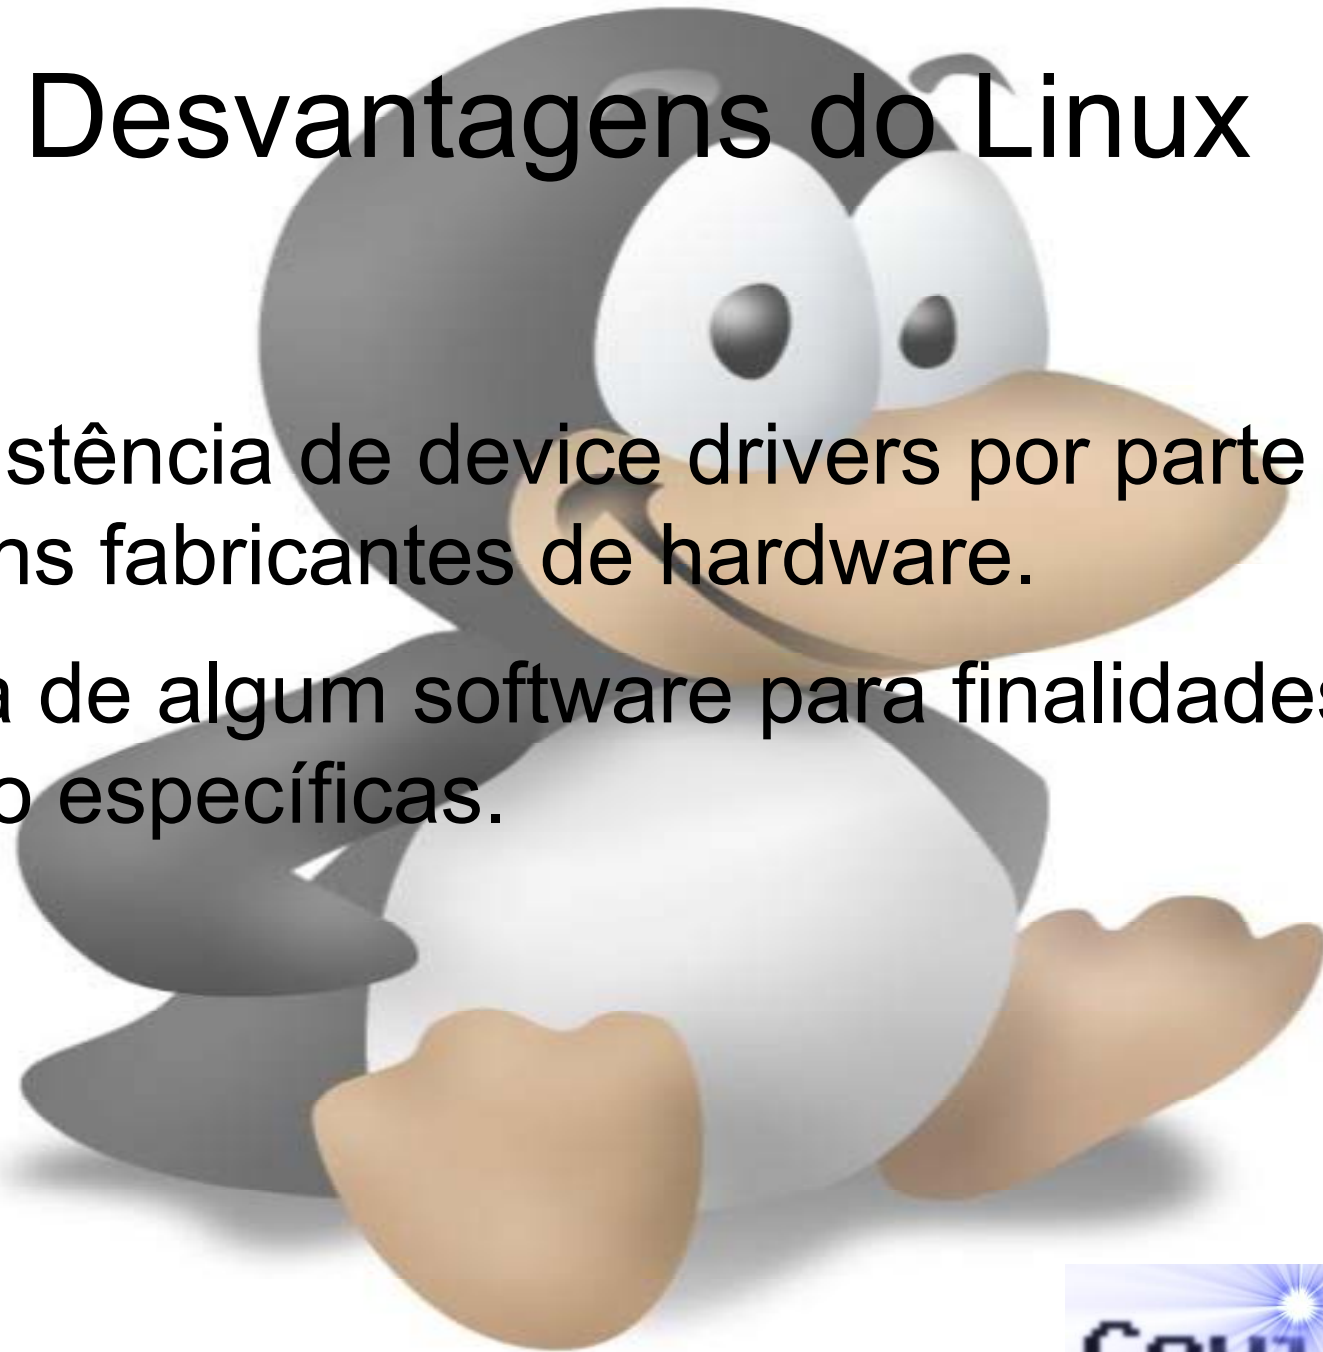 Desvantagens do Linux
stência de device drivers por parte
ns fabricantes de hardware.
a de algum software para finalidades
o específicas.